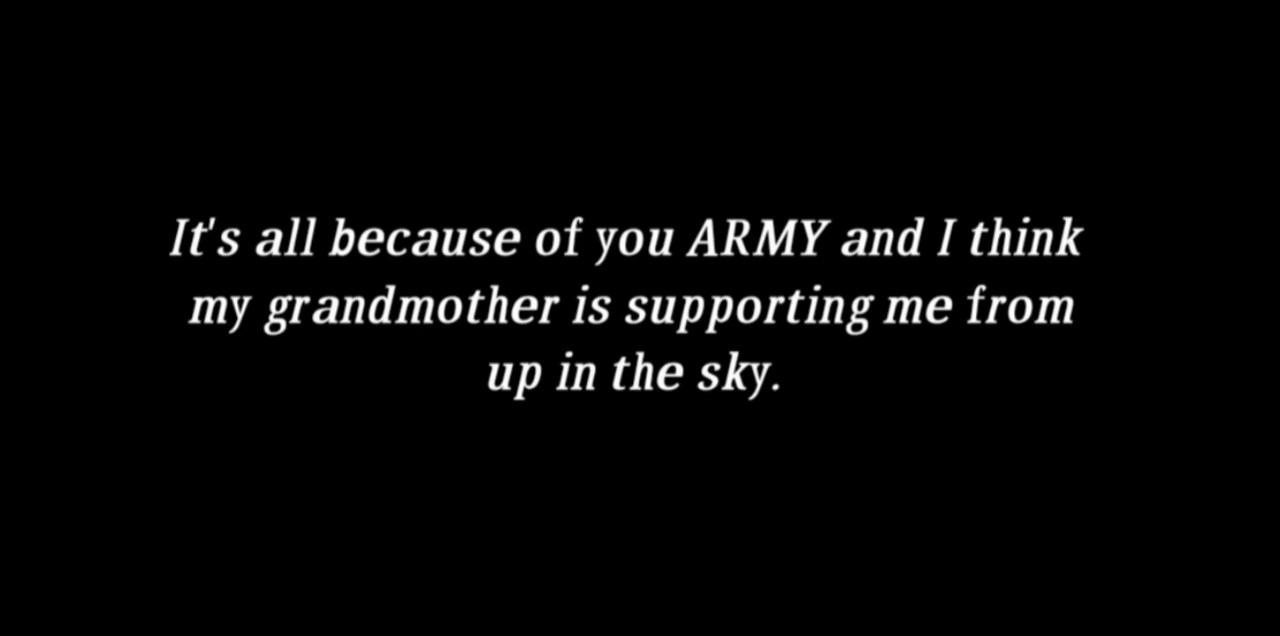 It's all because of you ARMY and I think
my grandmother is supporting me from
up in the sky.